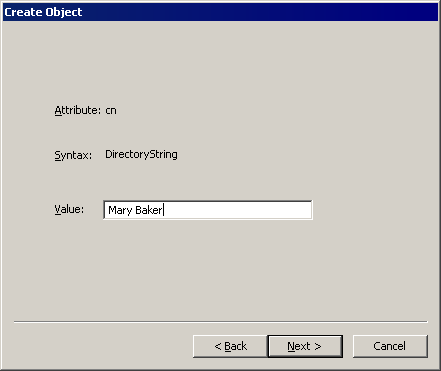 Create Object
Attribute: cn
Syntax: DirectoryString
Value: Mary Baker
< Back Next > Cancel